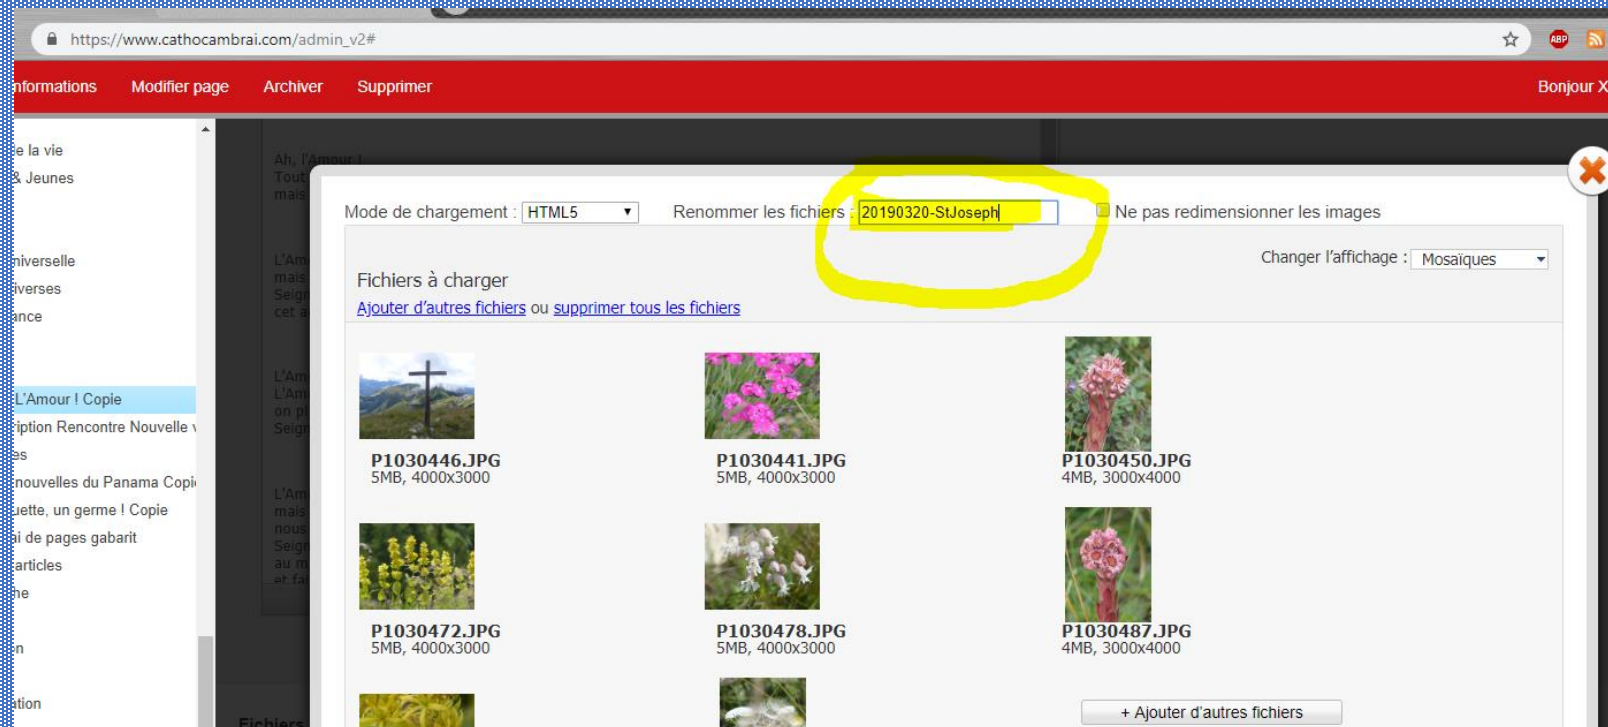 https://www.cathocambrai.com/admin_v2#
ABP
nformations Modifier page Archiver Supprimer Bonjour X
e la vie
& Jeunes
niverselle
iverses
ance
L'Amour ! Copie
ription Rencontre Nouvelle v
es
nouvelles du Panama Copi
uette, un germe ! Copie
ai de pages gabarit
articles
he
on
ation
Ah, l'Amour !
Tout
mais
L'Am
mais
Seign
cet a
L'Am
L'Am
on pl
Seign
L'Am
mais
nous
Seign
au m
et fai
Fichiers
Mode de chargement : HTML5 Renommer les fichiers : 20190320-StJoseph Ne pas redimensionner les images
Changer l'affichage : Mosaïques
Fichiers à charger
Ajouter d'autres fichiers ou supprimer tous les fichiers
P1030446.JPG
5MB, 4000x3000
P1030441.JPG
5MB, 4000x3000
P1030450.JPG
4MB, 3000x4000
P1030472.JPG
5MB, 4000x3000
P1030478.JPG
5MB, 4000x3000
P1030487.JPG
4MB, 3000x4000
+ Ajouter d'autres fichiers